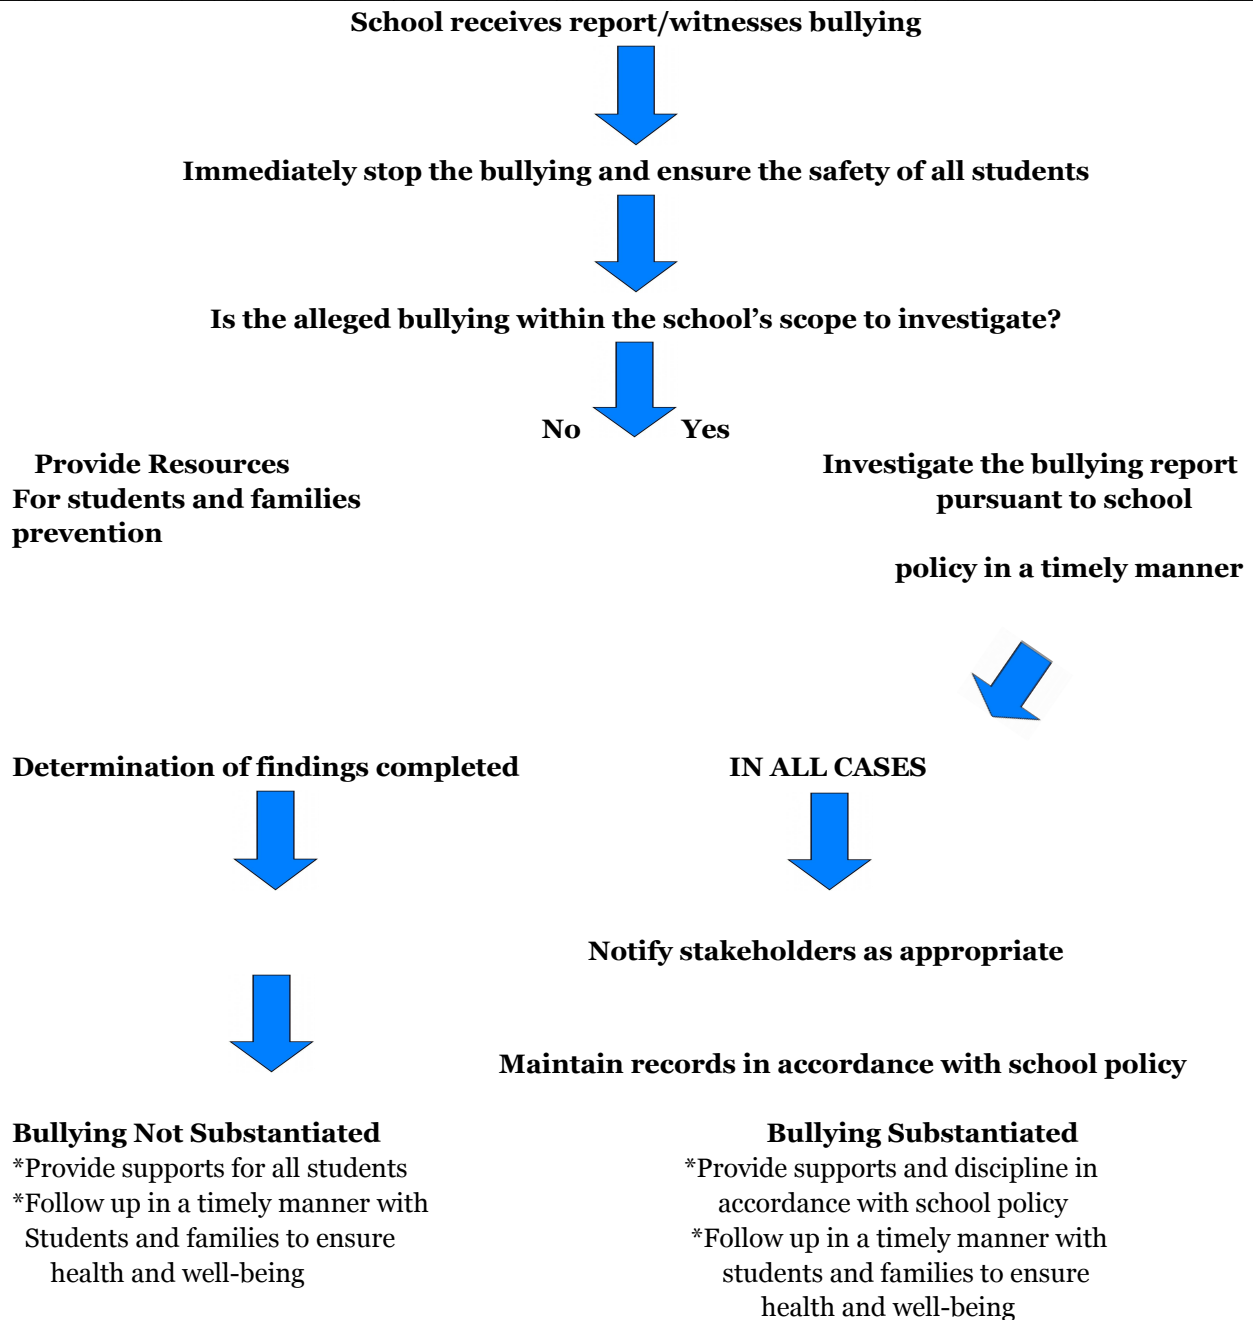 School receives report/witnesses bullying
Immediately stop the bullying and ensure the safety of all students
Is the alleged bullying within the school’s scope to investigate?
No Yes
Provide Resources
For students and families
prevention
Investigate the bullying report
pursuant to school
policy in a timely manner
Determination of findings completed
IN ALL CASES
Notify stakeholders as appropriate
Maintain records in accordance with school policy
Bullying Not Substantiated
*Provide supports for all students
*Follow up in a timely manner with
Students and families to ensure
health and well-being
Bullying Substantiated
*Provide supports and discipline in
accordance with school policy
*Follow up in a timely manner with
students and families to ensure
health and well-being